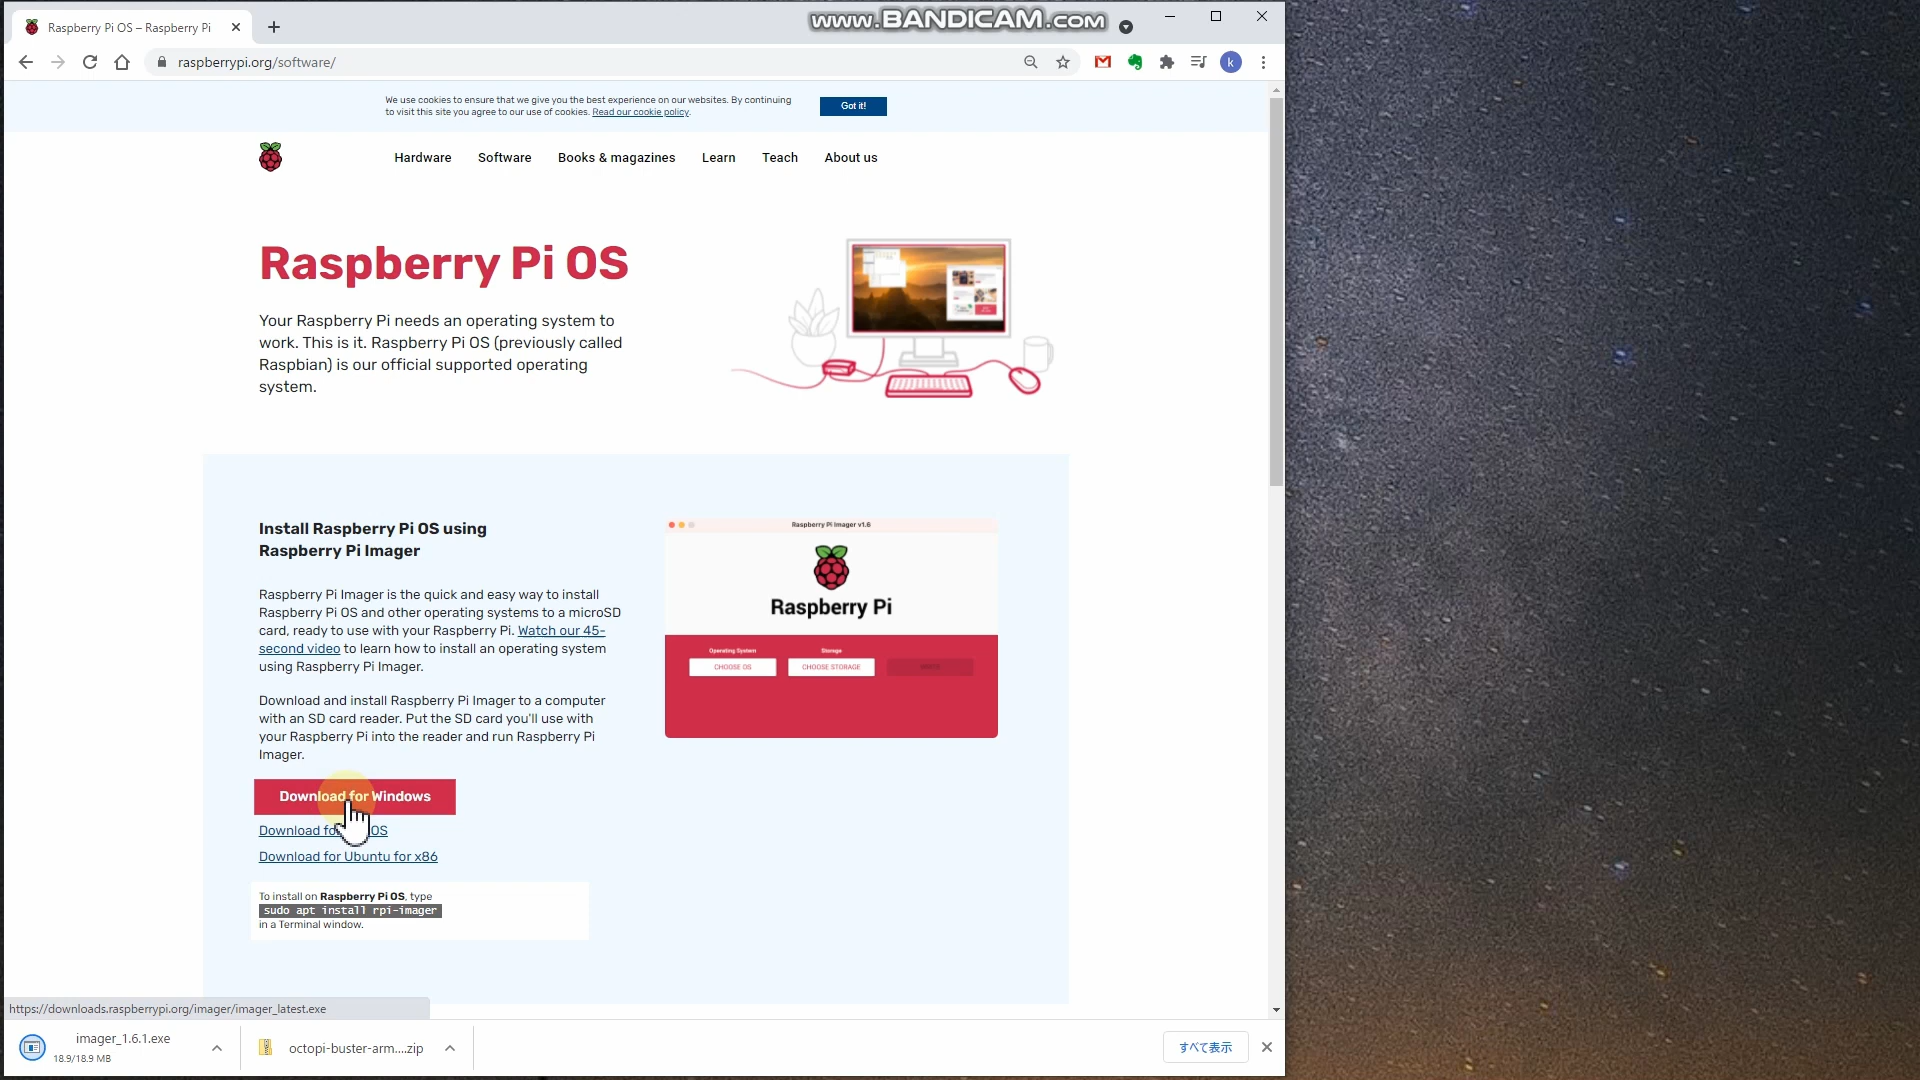 Raspberry Pi OS – Raspberry Pi
www.BANDICAM.com
raspberrypi.org/software/
k
We use cookies to ensure that we give you the best experience on our websites. By continuing
to visit this site you agree to our use of cookies. Read our cookie policy.
Got it!
Hardware
Software
Books & magazines
Learn
Teach
About us
Raspberry Pi OS
Your Raspberry Pi needs an operating system to
work. This is it. Raspberry Pi OS (previously called
Raspbian) is our official supported operating
system.
Install Raspberry Pi OS using
Raspberry Pi Imager
Raspberry Pi Imager is the quick and easy way to install
Raspberry Pi OS and other operating systems to a microSD
card, ready to use with your Raspberry Pi. Watch our 45-
second video to learn how to install an operating system
using Raspberry Pi Imager.
Download and install Raspberry Pi Imager to a computer
with an SD card reader. Put the SD card you'll use with
your Raspberry Pi into the reader and run Raspberry Pi
Imager.
Raspberry Pi Imager v1.6
Raspberry Pi
Operating System
Storage
CHOOSE OS
CHOOSE STORAGE
WRITE
Download for Windows
Download fo OS
Download for Ubuntu for x86
To install on Raspberry Pi OS, type
sudo apt install rpi-imager
in a Terminal window.
https://downloads.raspberrypi.org/imager/imager_latest.exe
imager_1.6.1.exe
18.9/18.9 MB
octopi-buster-arm....zip
すべて表示